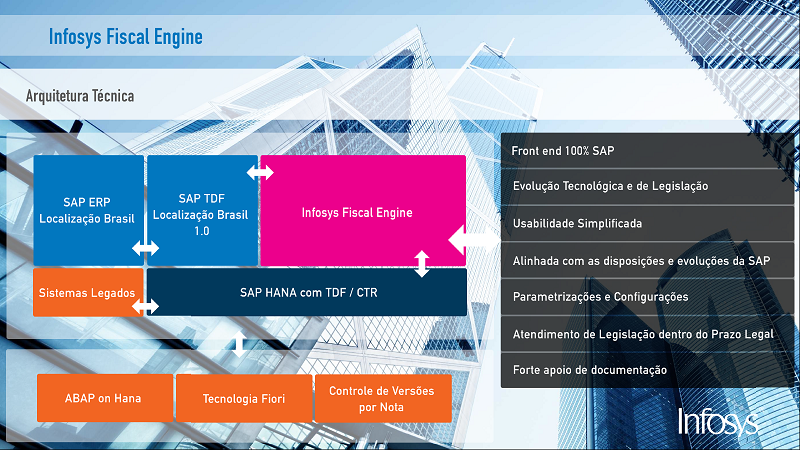 Infosys Fiscal Engine
Arquitetura Técnica
SAP ERP
Localização Brasil
SAP TDF
Localização Brasil
1.0
Infosys Fiscal Engine
Sistemas Legados
SAP HANA com TDF / CTR
ABAP on Hana
Tecnologia Fiori
Controle de Versões
por Nota
Front end 100% SAP
Evolução Tecnológica e de Legislação
Usabilidade Simplificada
Alinhada com as disposições e evoluções da SAP
Parametrizações e Configurações
Atendimento de Legislação dentro do Prazo Legal
Forte apoio de documentação
Infosys